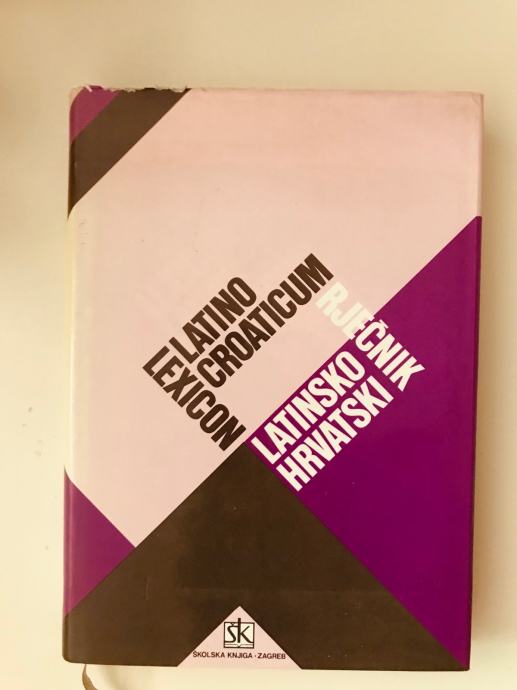 LEXICON
LATINO
CROATICUM
RJEČNIK
LATINSKO
HRVATSKI
ŠK
ŠKOLSKA KNJIGA · ZAGREB